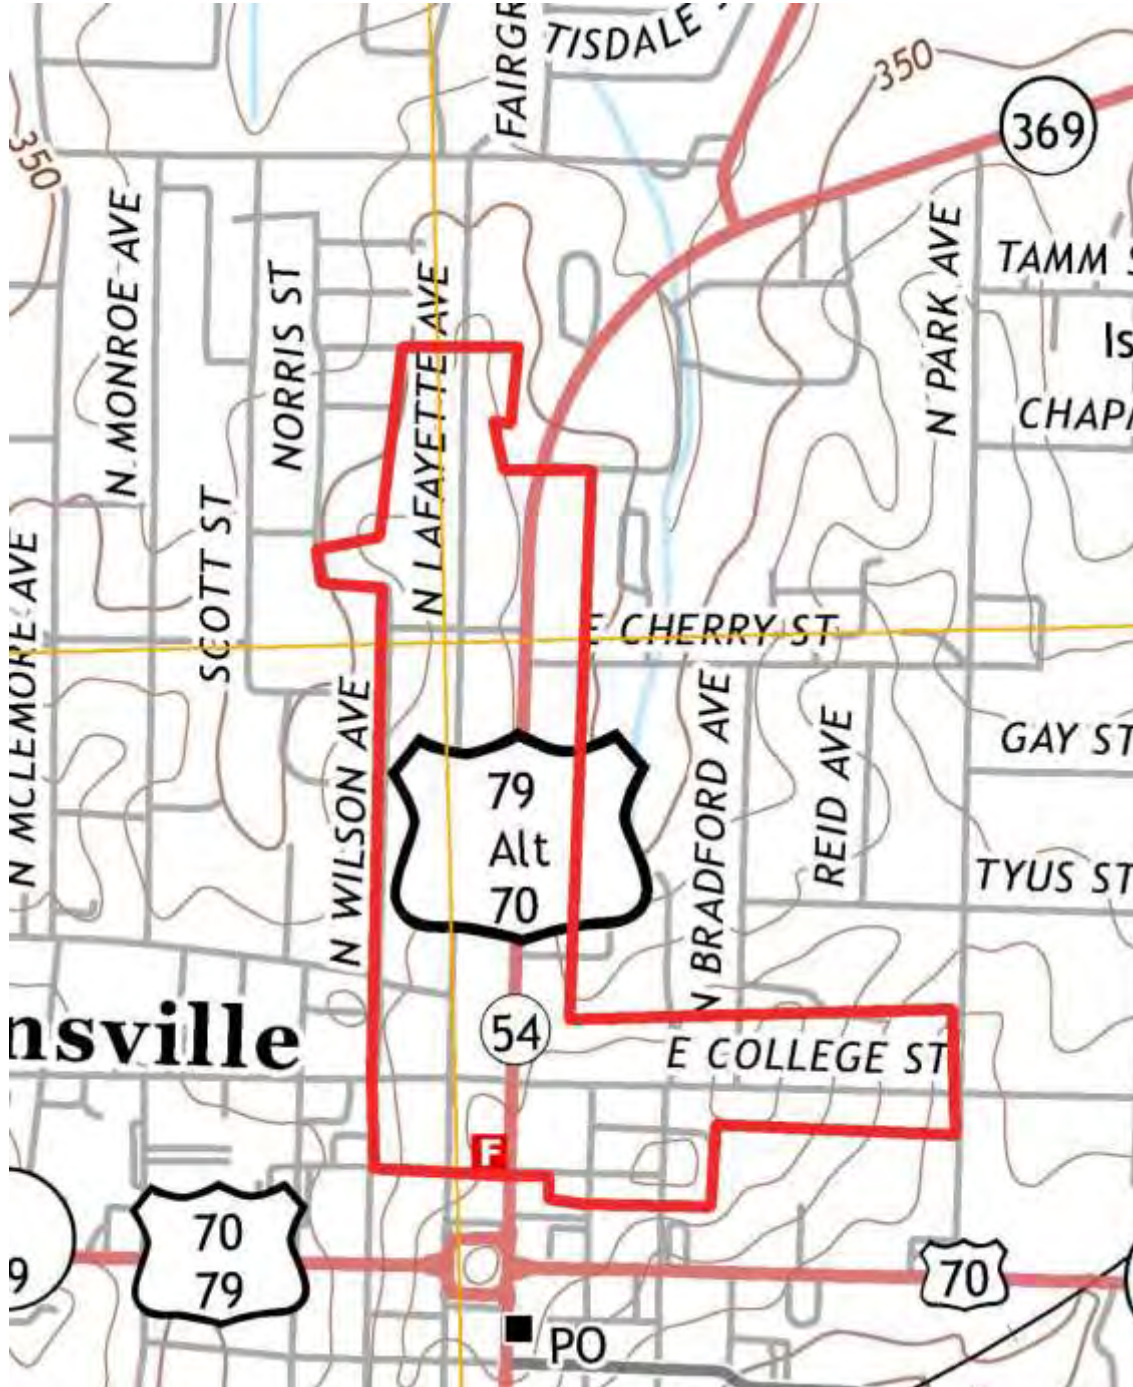 FAIRGR
TISDALE
350
369
350
N MONROE AVE
NORRIS ST
N LAFAYETTE AVE
N PARK AVE
TAMM S
Is
CHAPA
SCOTT ST
N MCLEMORE AVE
E CHERRY ST
N WILSON AVE
79
Alt
70
N BRADFORD AVE
REID AVE
GAY ST
TYUS ST
nsville
54
E COLLEGE ST
F
70
79
9
70
PO